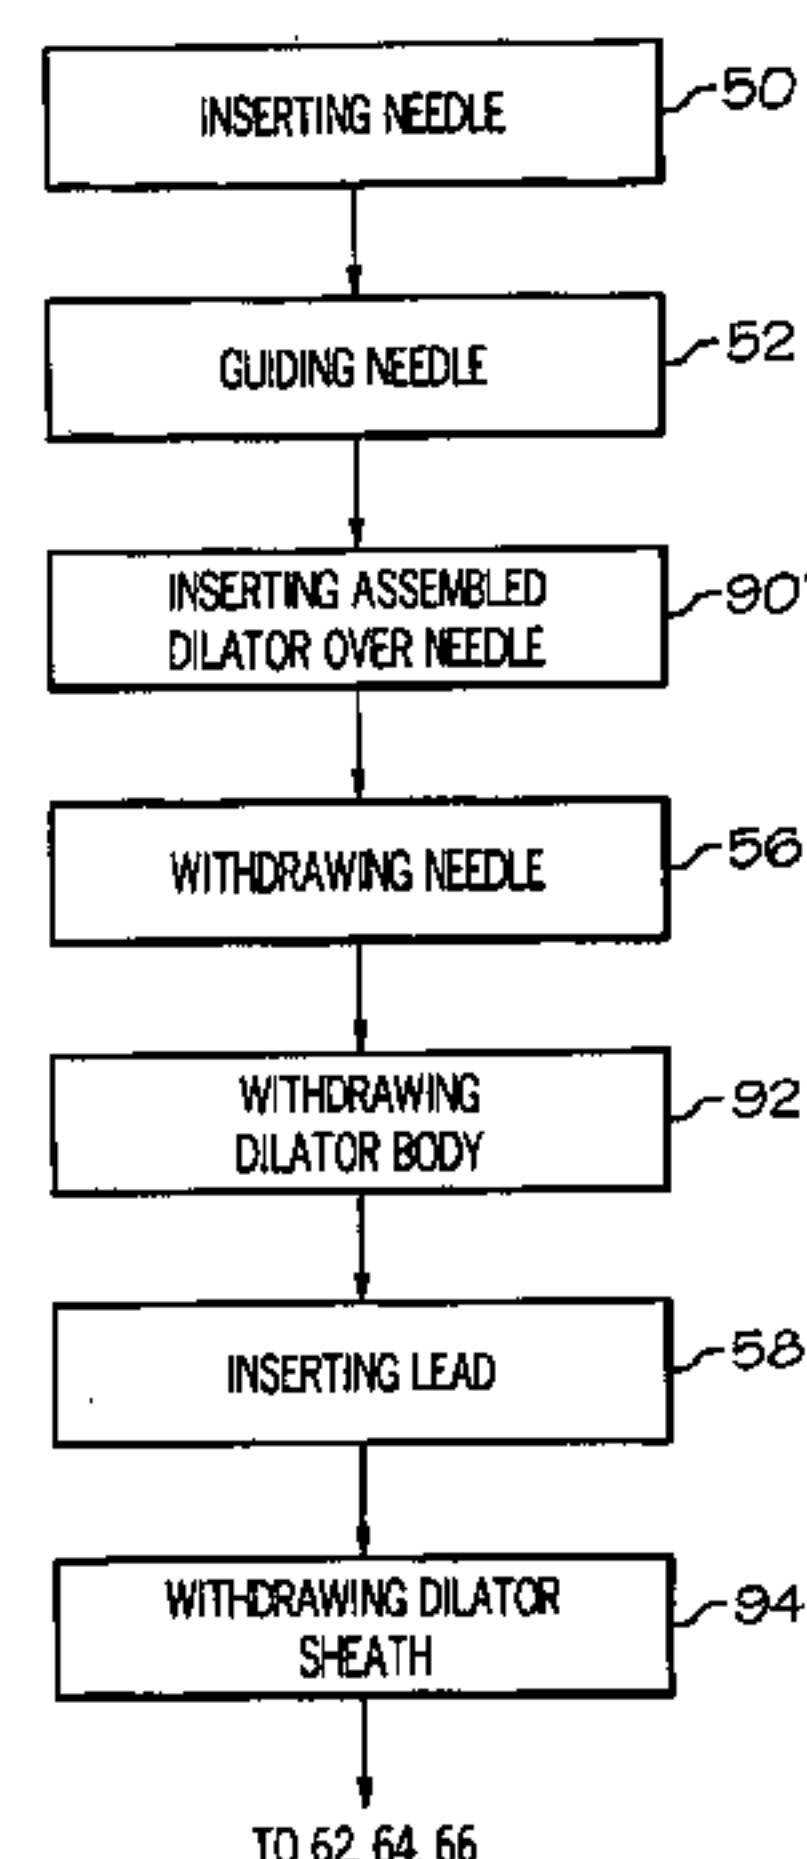 INSERTING NEEDLE
50
GUIDING NEEDLE
52
INSERTING ASSEMBLED
DILATOR OVER NEEDLE
90'
WITHDRAWING NEEDLE
56
WITHDRAWING
DILATOR BODY
92
INSERTING LEAD
58
WITHDRAWING DILATOR
SHEATH
94
TO 62, 64, 66